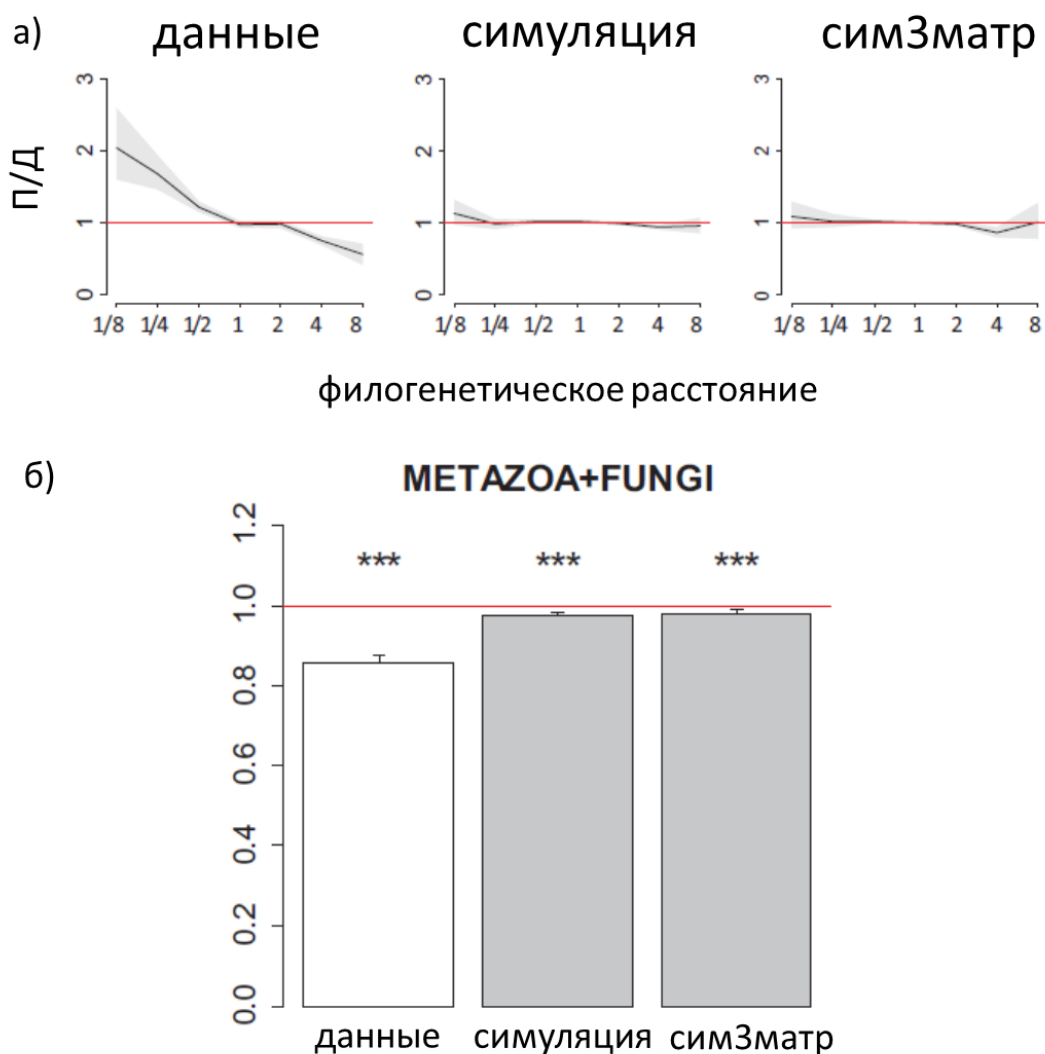 а) данные симуляция сим3матр
П/Д
3 3 3
2 2 2
1 1 1
0 0 0
1/8 1/4 1/2 1 2 4 8 1/8 1/4 1/2 1 2 4 8 1/8 1/4 1/2 1 2 4 8
филогенетическое расстояние
б) METAZOA+FUNGI
1.2
*** *** ***
1.0
0.8
0.6
0.4
0.2
0.0
данные симуляция сим3матр